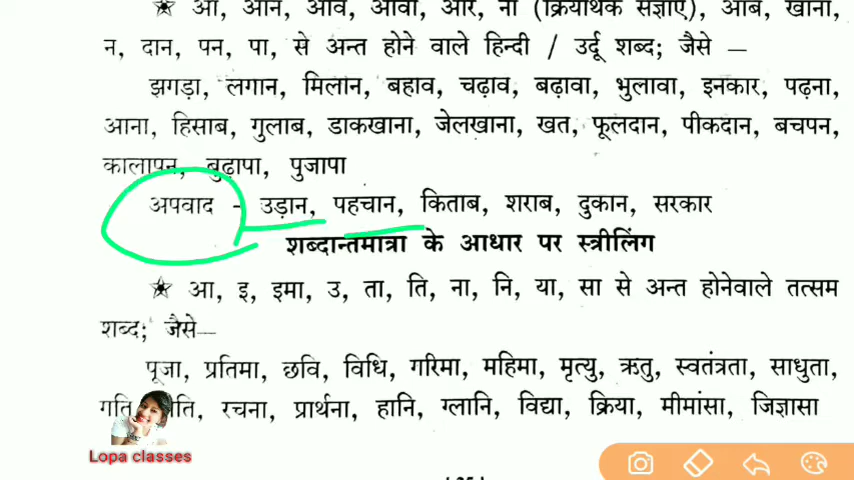 ★ आ, आन, आव, आवा, आर, ना (क्रियार्थक संज्ञाएँ), आब, खाना,
न, दान, पन, पा, से अन्त होने वाले हिन्दी / उर्दू शब्द; जैसे –
झगड़ा, लगान, मिलान, बहाव, चढ़ाव, बढ़ावा, भुलावा, इनकार, पढ़ना,
आना, हिसाब, गुलाब, डाकखाना, जेलखाना, खत, फूलदान, पीकदान, बचपन,
कालापन, बुढ़ापा, पुजापा
अपवाद - उड़ान, पहचान, किताब, शराब, दुकान, सरकार
शब्दान्तमात्रा के आधार पर स्त्रीलिंग
★ आ, इ, इमा, उ, ता, ति, ना, नि, या, सा से अन्त होनेवाले तत्सम
शब्द; जैसे—
पूजा, प्रतिमा, छवि, विधि, गरिमा, महिमा, मृत्यु, ऋतु, स्वतंत्रता, साधुता,
गति, रचना, प्रार्थना, हानि, ग्लानि, विद्या, क्रिया, मीमांसा, जिज्ञासा
Lopa classes